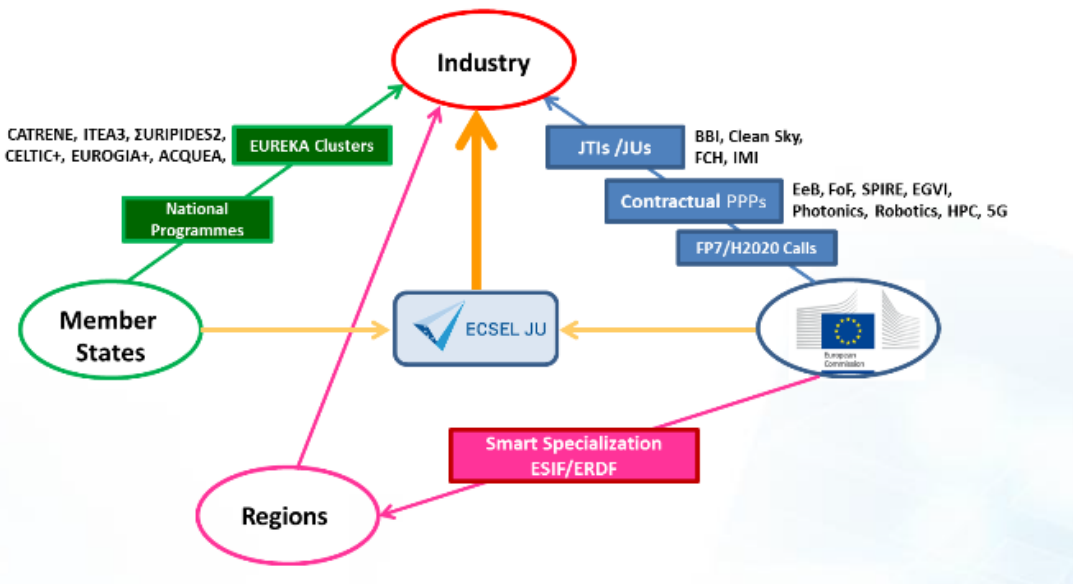 Industry
CATRENE, ITEA3, ΣURIPIDES2,
CELTIC+, EUROGIA+, ACQUEA,
EUREKA Clusters
JTIs /JUs
BBI, Clean Sky,
FCH, IMI
National
Programmes
Contractual PPPs
EeB, FoF, SPIRE, EGVI,
Photonics, Robotics, HPC, 5G
FP7/H2020 Calls
Member
States
ECSEL JU
European
Commission
Smart Specialization
ESIF/ERDF
Regions